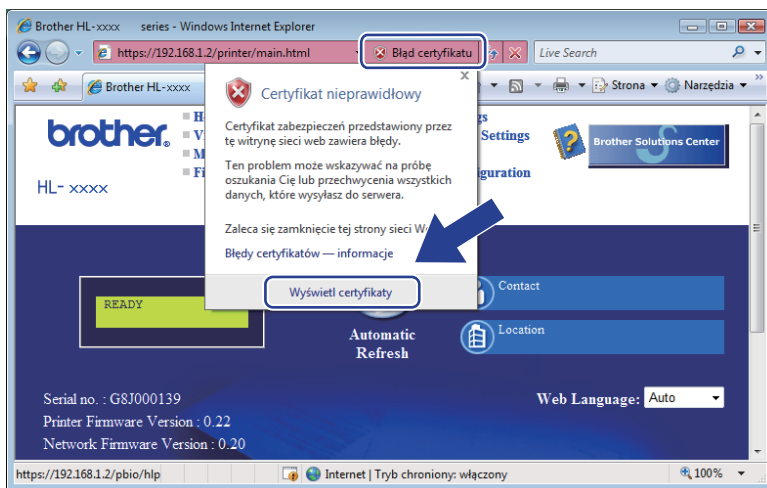 Brother HL-xxxx series - Windows Internet Explorer
https://192.168.1.2/printer/main.html
Błąd certyfikatu
Live Search
Brother HL-xxxx
Strona
Narzędzia
brother
HL- xxxx
Settings
Brother Solutions Center
Certyfikat nieprawidłowy
Certyfikat zabezpieczeń przedstawiony przez
tę witrynę sieci web zawiera błędy.
Ten problem może wskazywać na próbę
oszukania Cię lub przechwycenia wszystkich
danych, które wysyłasz do serwera.
Zaleca się zamknięcie tej strony sieci
Błędy certyfikatów — informacje
Wyświetl certyfikaty
READY
Automatic
Refresh
Contact
Location
Serial no. : G8J000139
Printer Firmware Version : 0.22
Network Firmware Version : 0.20
Web Language: Auto
https://192.168.1.2/pbio/hlp
Internet | Tryb chroniony: włączony
100%